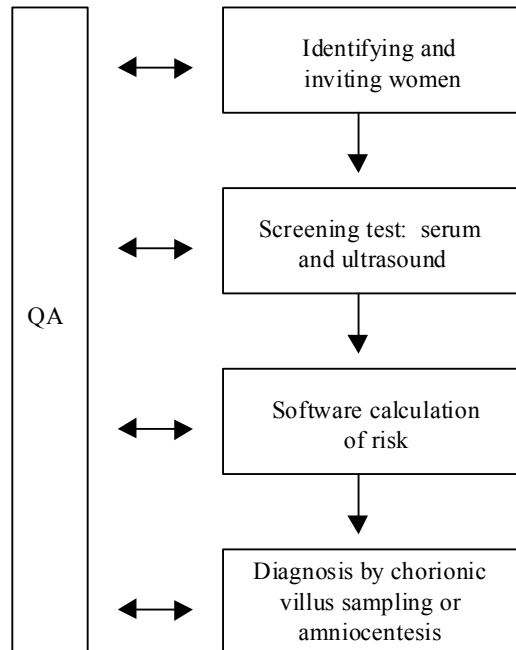 Identifying and
inviting women
Screening test: serum
and ultrasound
QA
Software calculation
of risk
Diagnosis by chorionic
villus sampling or
amniocentesis